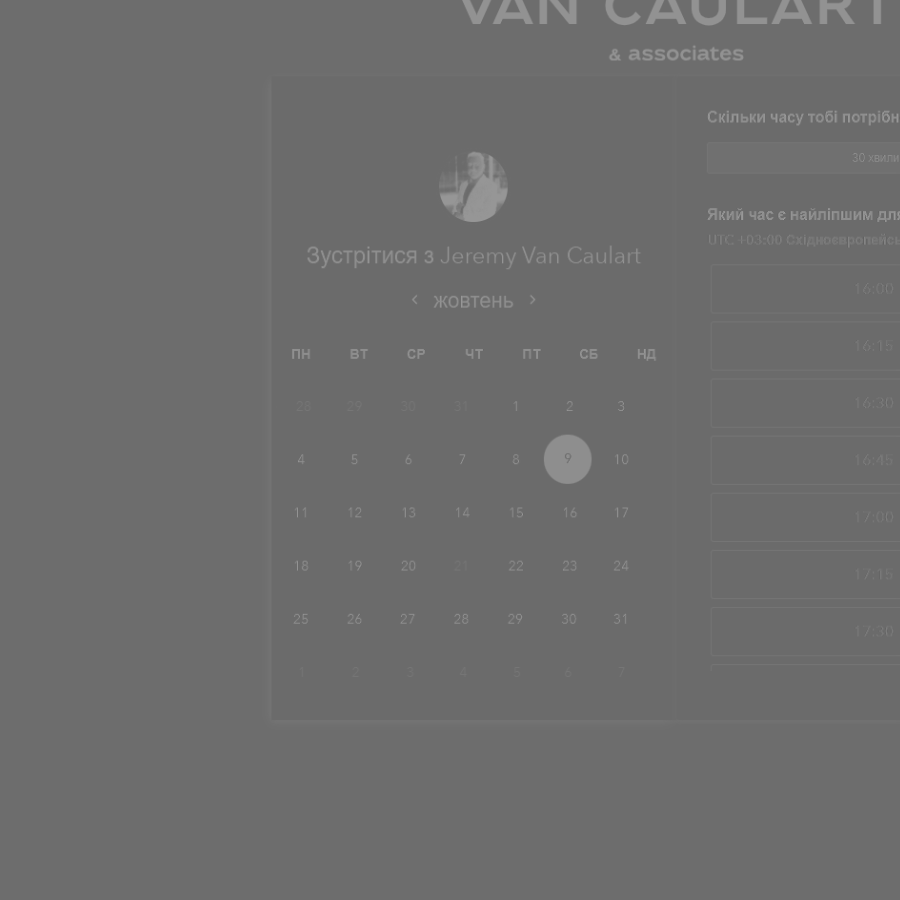 VAN CAULART
& associates
Зустрітися з Jeremy Van Caulart
жовтень
ПН ВТ СР ЧТ ПТ СБ НД
28 29 30 31 1 2 3
4 5 6 7 8 9 10
11 12 13 14 15 16 17
18 19 20 21 22 23 24
25 26 27 28 29 30 31
1 2 3 4 5 6 7
Скільки часу тобі потрібн
30 хвили
Який час є найліпшим для
UTC +03:00 Східноєвропейсь
16:00
16:15
16:30
16:45
17:00
17:15
17:30